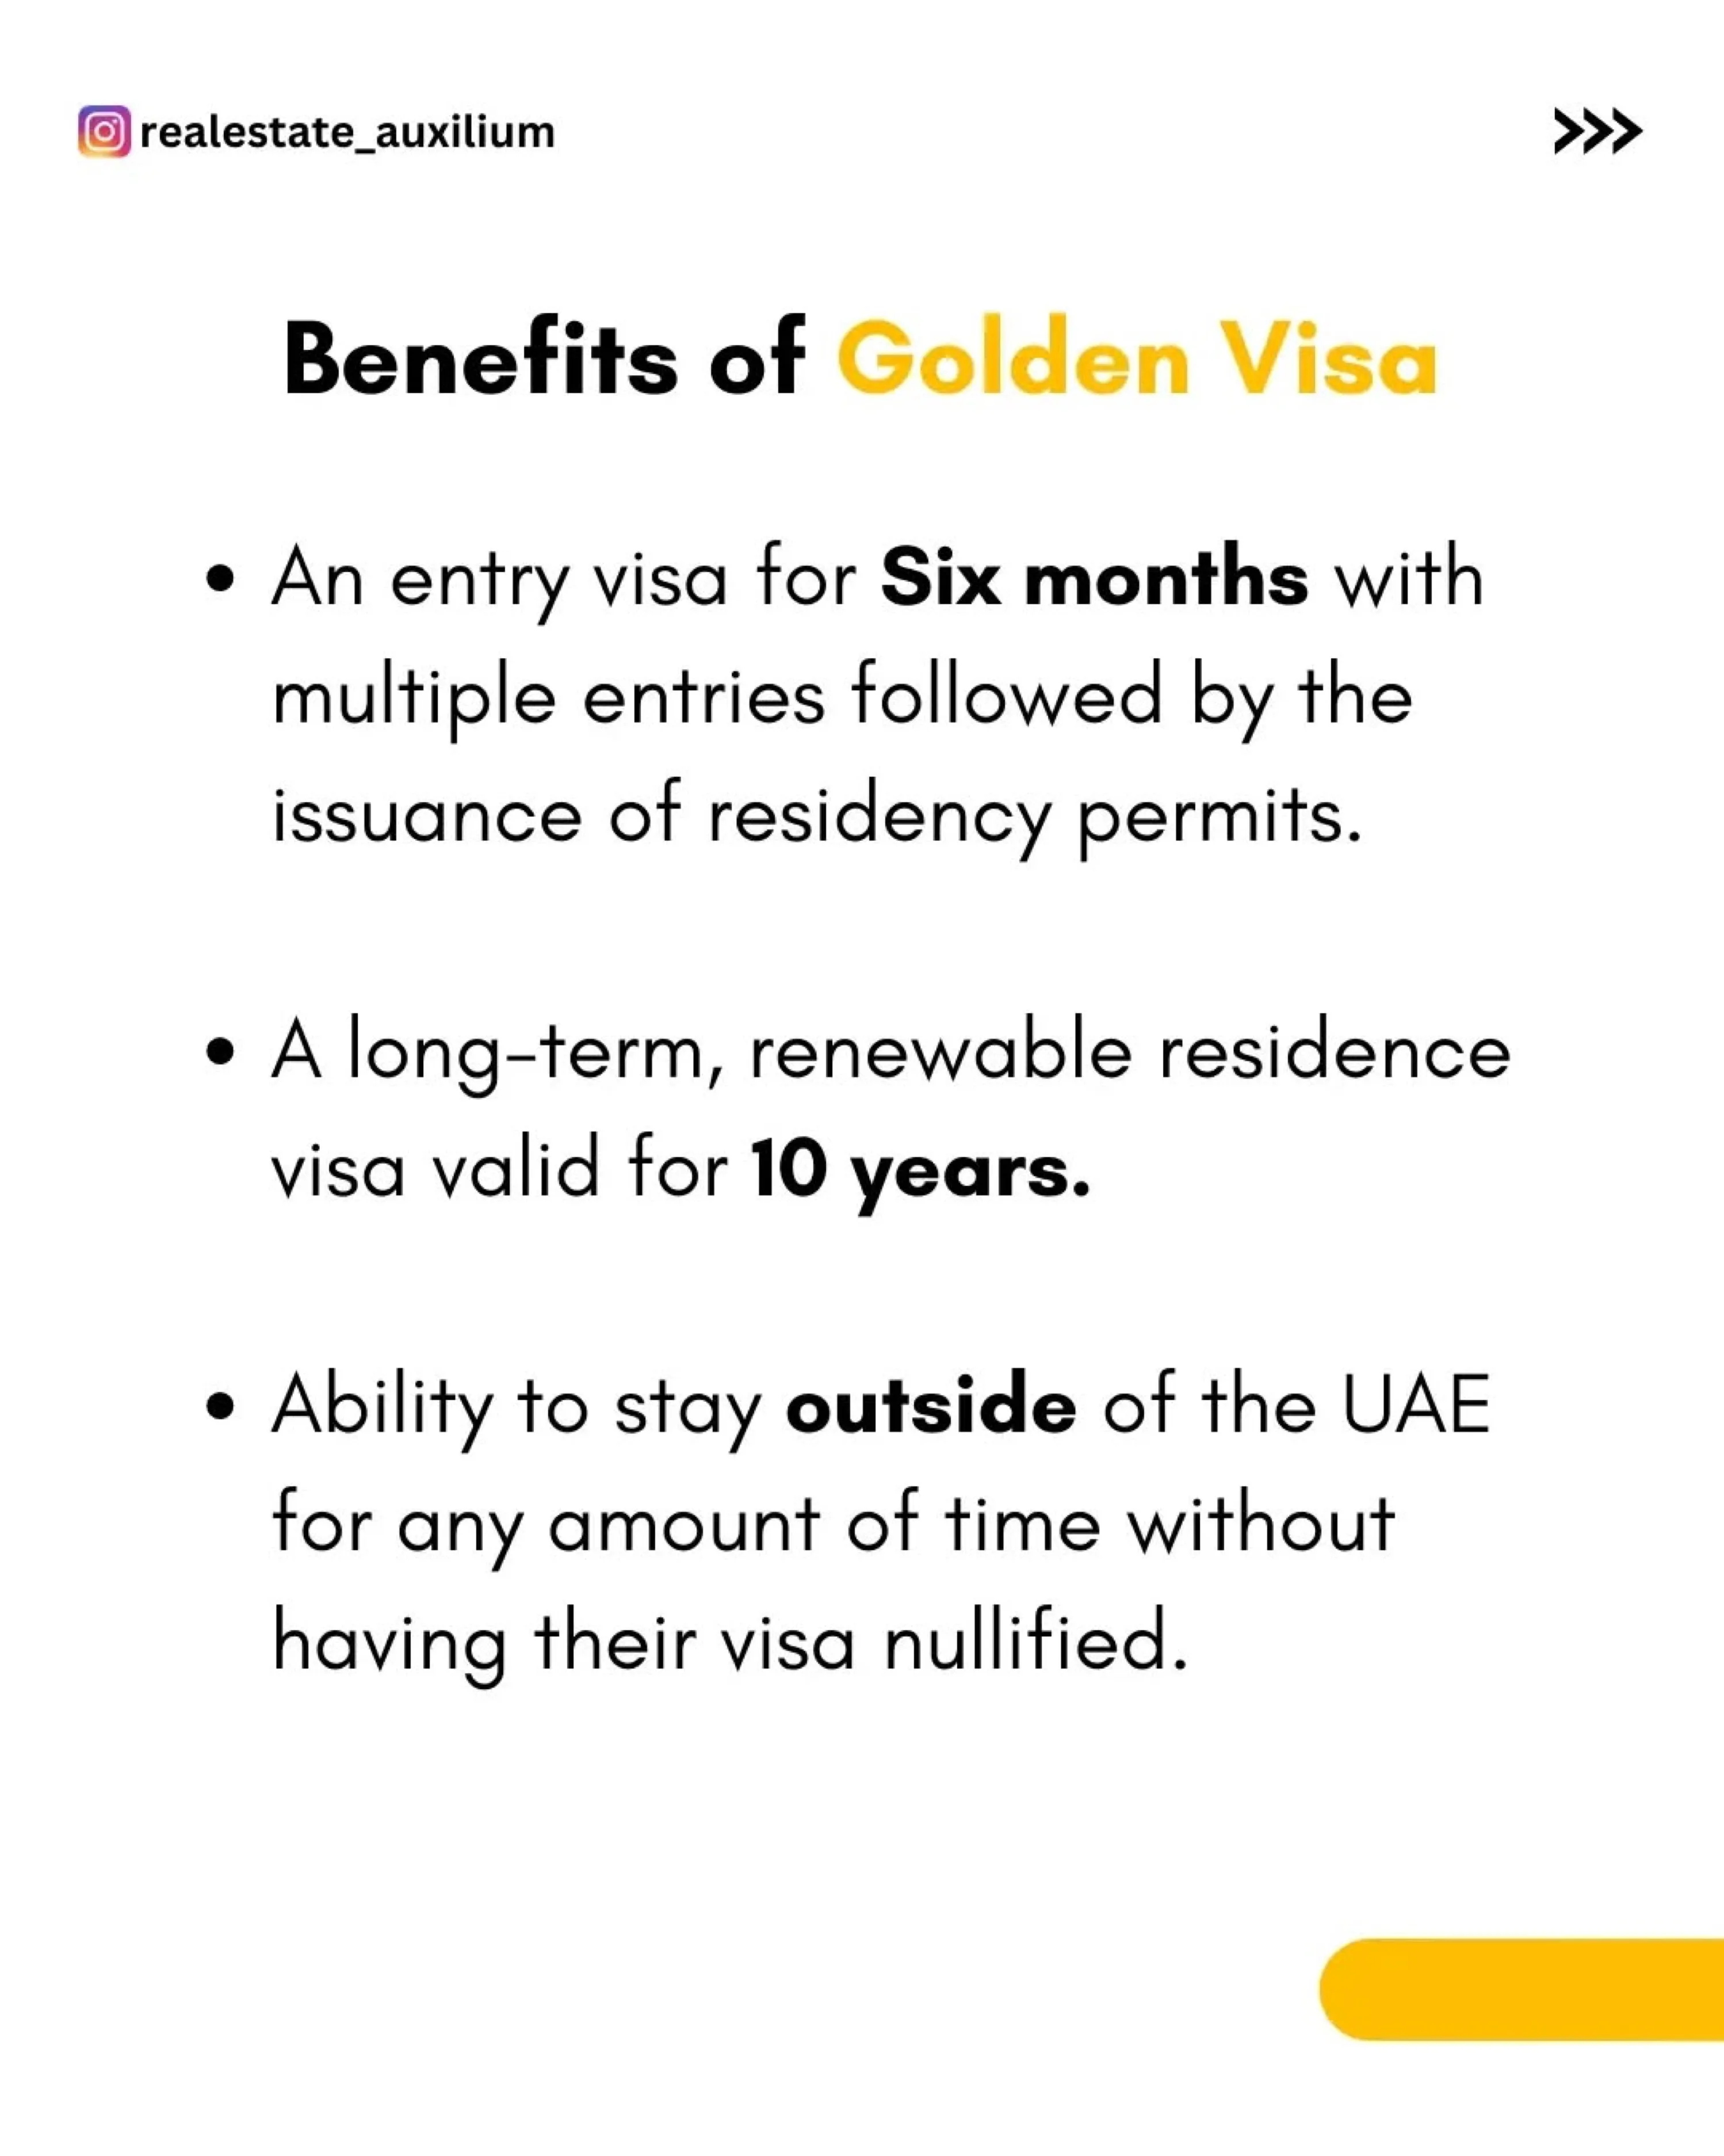 realestate_auxilium
Benefits of Golden Visa
• An entry visa for Six months with
multiple entries followed by the
issuance of residency permits.
• A long-term, renewable residence
visa valid for 10 years.
• Ability to stay outside of the UAE
for any amount of time without
having their visa nullified.